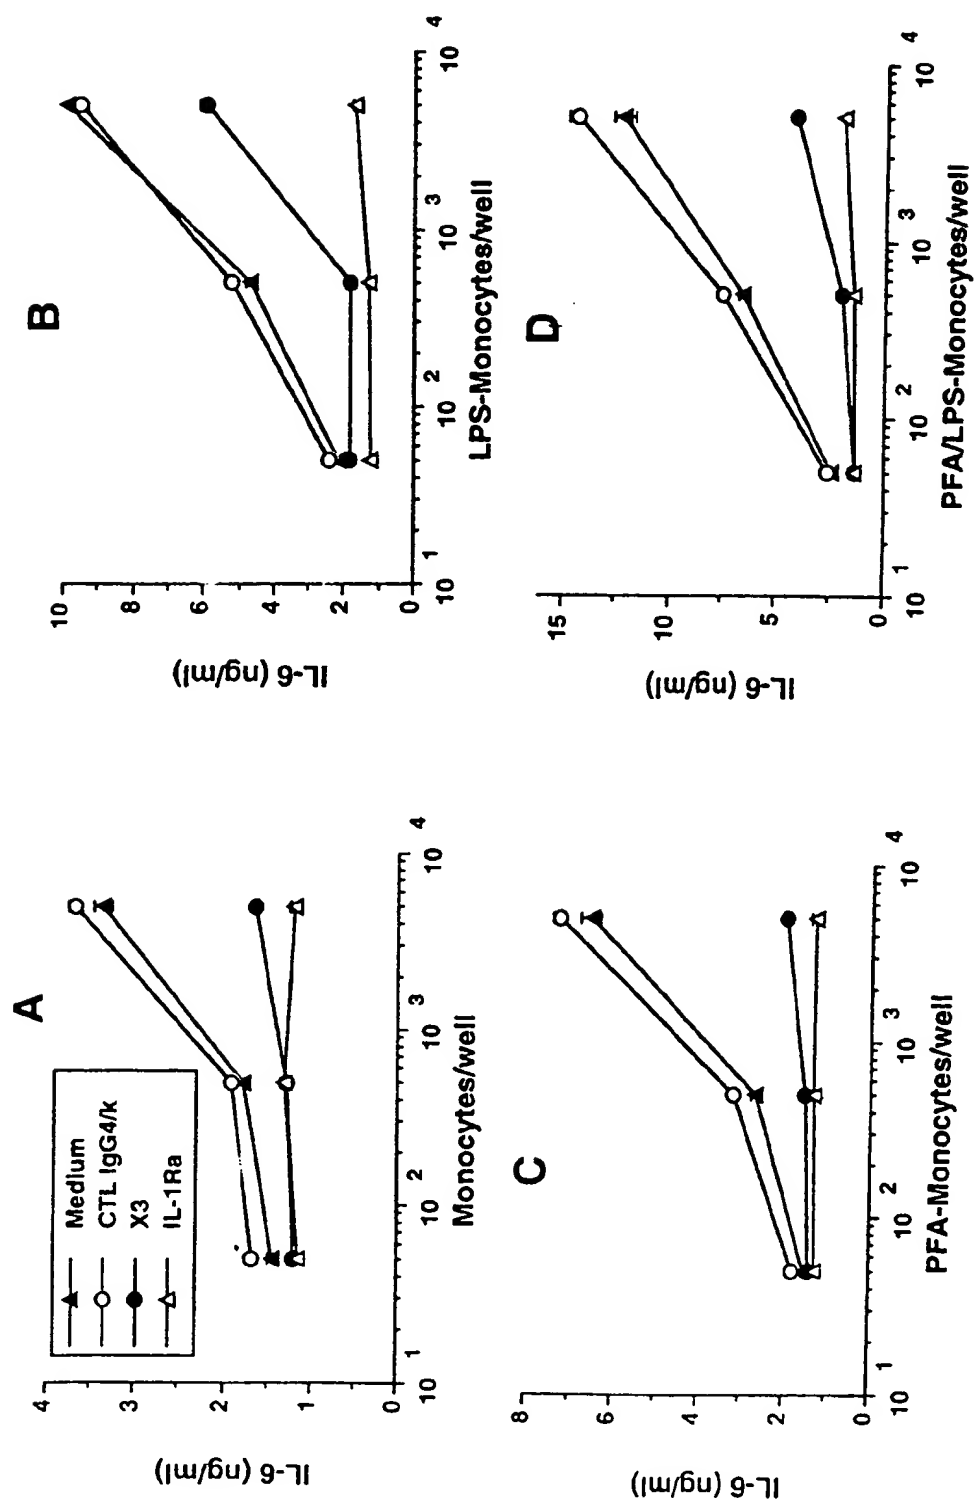 A
Medium
CTL IgG4/k
X3
IL-1Ra
IL-6 (ng/ml)
4
3
2
1
0
10 1
10 2
10 3
10 4
Monocytes/well
B
IL-6 (ng/ml)
10
8
6
4
2
0
10 1
10 2
10 3
10 4
LPS-Monocytes/well
C
IL-6 (ng/ml)
8
6
4
2
0
10 1
10 2
10 3
10 4
PFA-Monocytes/well
D
IL-6 (ng/ml)
15
10
5
0
10 1
10 2
10 3
10 4
PFA/LPS-Monocytes/well